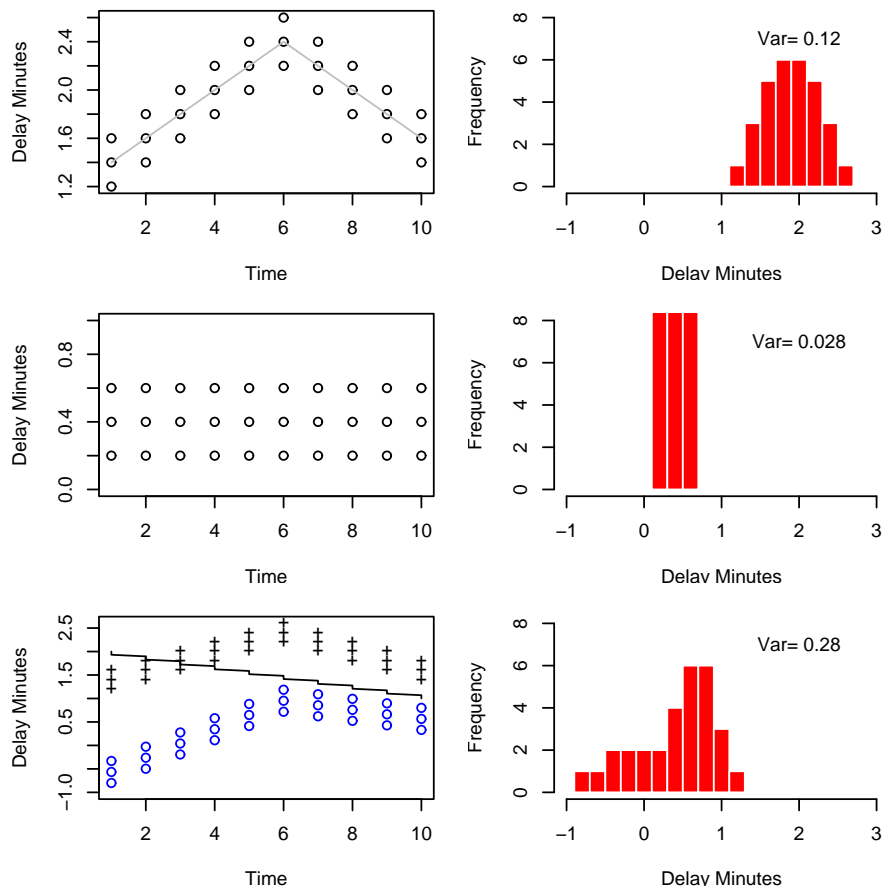 Delay Minutes
2.4
2.0
1.6
1.2
2 4 6 8 10
Time
Var= 0.12
Frequency
8
6
4
2
0
−1 0 1 2 3
Delay Minutes
Delay Minutes
0.8
0.4
0.0
2 4 6 8 10
Time
Var= 0.028
Frequency
8
6
4
2
0
−1 0 1 2 3
Delay Minutes
Delay Minutes
2.5
1.5
0.5
−1.0
2 4 6 8 10
Time
Var= 0.28
Frequency
8
6
4
2
0
−1 0 1 2 3
Delay Minutes